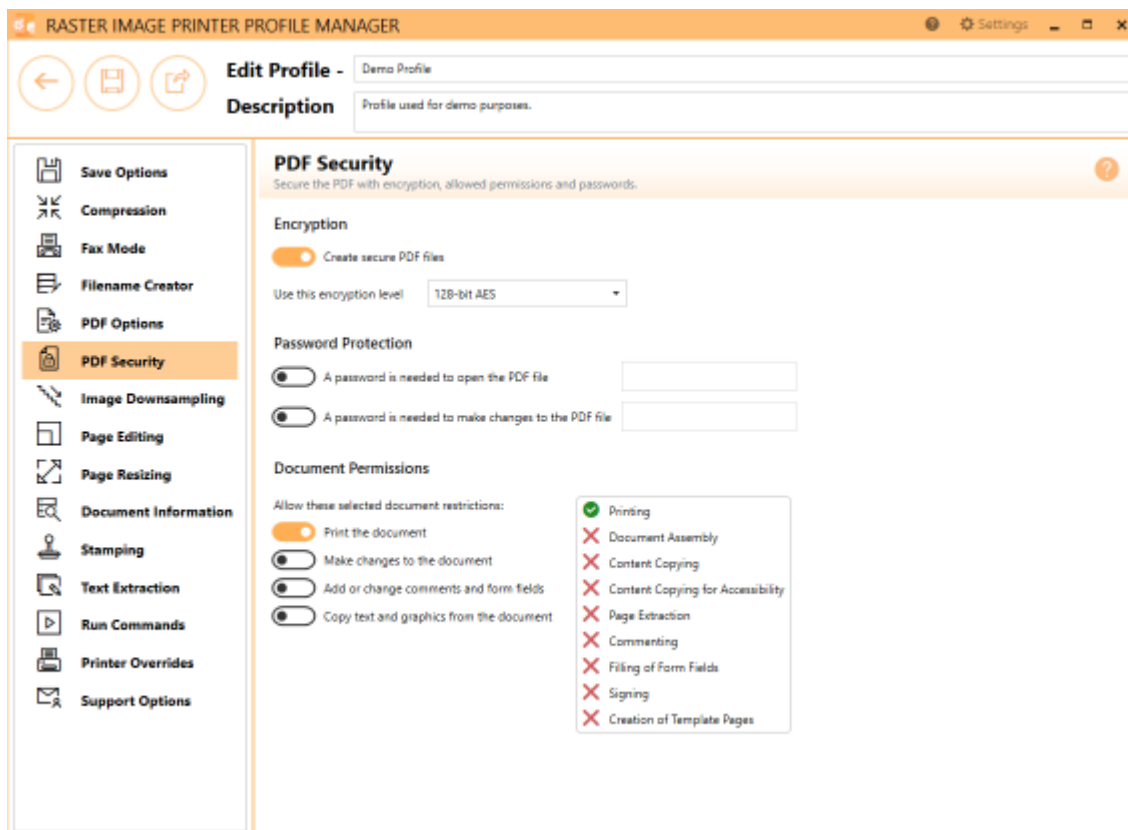 RASTER IMAGE PRINTER PROFILE MANAGER
Settings
Edit Profile - Demo Profile
Description Profile used for demo purposes.
Save Options
Compression
Fax Mode
Filename Creator
PDF Options
PDF Security
Image Downsampling
Page Editing
Page Resizing
Document Information
Stamping
Text Extraction
Run Commands
Printer Overrides
Support Options
PDF Security
Secure the PDF with encryption, allowed permissions and passwords.
Encryption
Create secure PDF files
Use this encryption level 128-bit AES
Password Protection
A password is needed to open the PDF file
A password is needed to make changes to the PDF file
Document Permissions
Allow these selected document restrictions:
Print the document
Make changes to the document
Add or change comments and form fields
Copy text and graphics from the document
Printing
Document Assembly
Content Copying
Content Copying for Accessibility
Page Extraction
Commenting
Filling of Form Fields
Signing
Creation of Template Pages